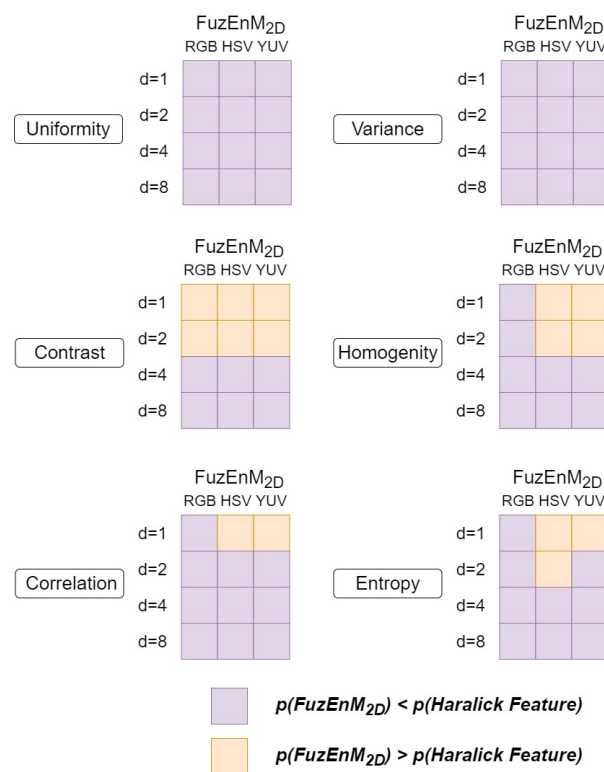 FuzEnM2D
RGB HSV YUV
d=1
d=2
d=4
d=8
Uniformity
FuzEnM2D
RGB HSV YUV
d=1
d=2
d=4
d=8
Variance
FuzEnM2D
RGB HSV YUV
d=1
d=2
d=4
d=8
Contrast
FuzEnM2D
RGB HSV YUV
d=1
d=2
d=4
d=8
Homogenity
FuzEnM2D
RGB HSV YUV
d=1
d=2
d=4
d=8
Correlation
FuzEnM2D
RGB HSV YUV
d=1
d=2
d=4
d=8
Entropy
p(FuzEnM2D) < p(Haralick Feature)
p(FuzEnM2D) > p(Haralick Feature)